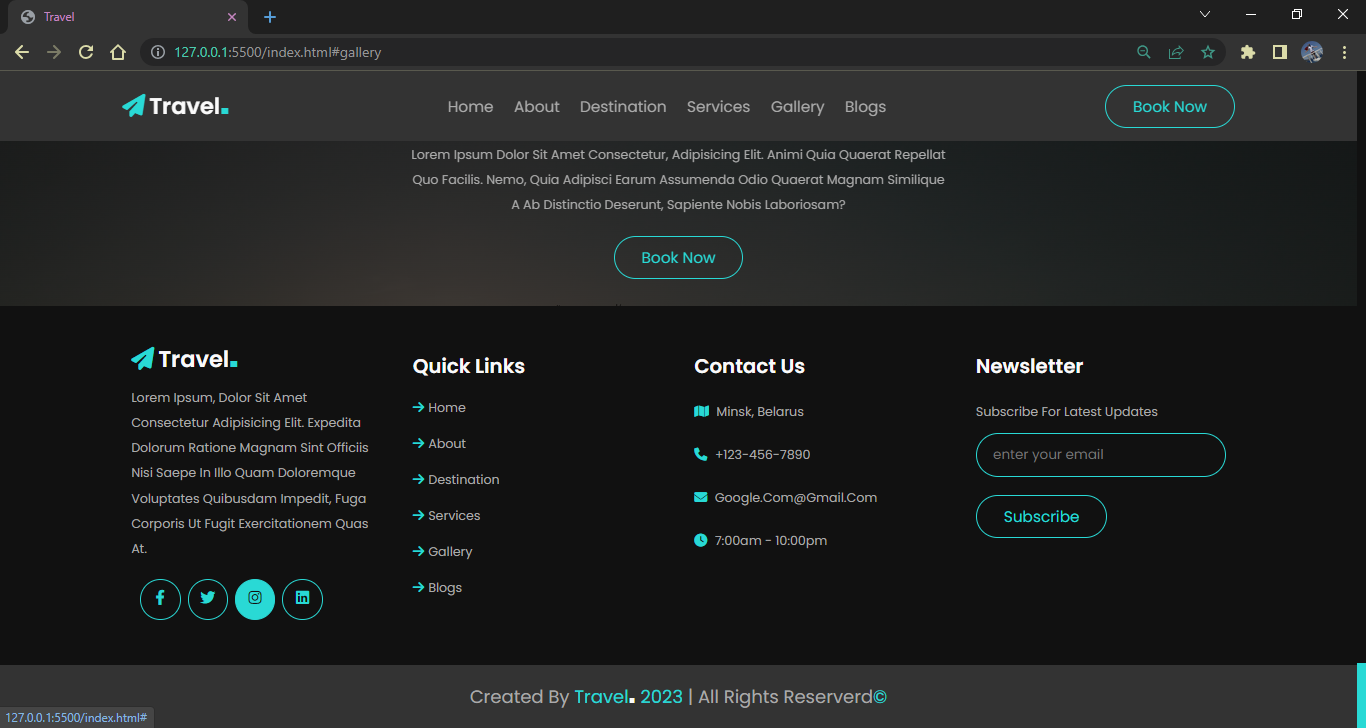 Travel
127.0.0.1:5500/index.html#gallery
Travel.
Home About Destination Services Gallery Blogs
Book Now
Lorem Ipsum Dolor Sit Amet Consectetur, Adipisicing Elit. Animi Quia Quaerat Repellat
Quo Facilis. Nemo, Quia Adipisci Earum Assumenda Odio Quaerat Magnam Similique
A Ab Distinctio Deserunt, Sapiente Nobis Laboriosam?
Book Now
Travel.
Lorem Ipsum, Dolor Sit Amet
Consectetur Adipisicing Elit. Expedita
Dolorum Ratione Magnam Sint Officiis
Nisi Saepe In Illo Quam Doloremque
Voluptates Quibusdam Impedit, Fuga
Corporis Ut Fugit Exercitationem Quas
At.
Quick Links
Home
About
Destination
Services
Gallery
Blogs
Contact Us
Minsk, Belarus
+123-456-7890
Google.Com@Gmail.Com
7:00am - 10:00pm
Newsletter
Subscribe For Latest Updates
enter your email
Subscribe
Created By Travel. 2023 | All Rights Reserverd©
127.0.0.1:5500/index.html#